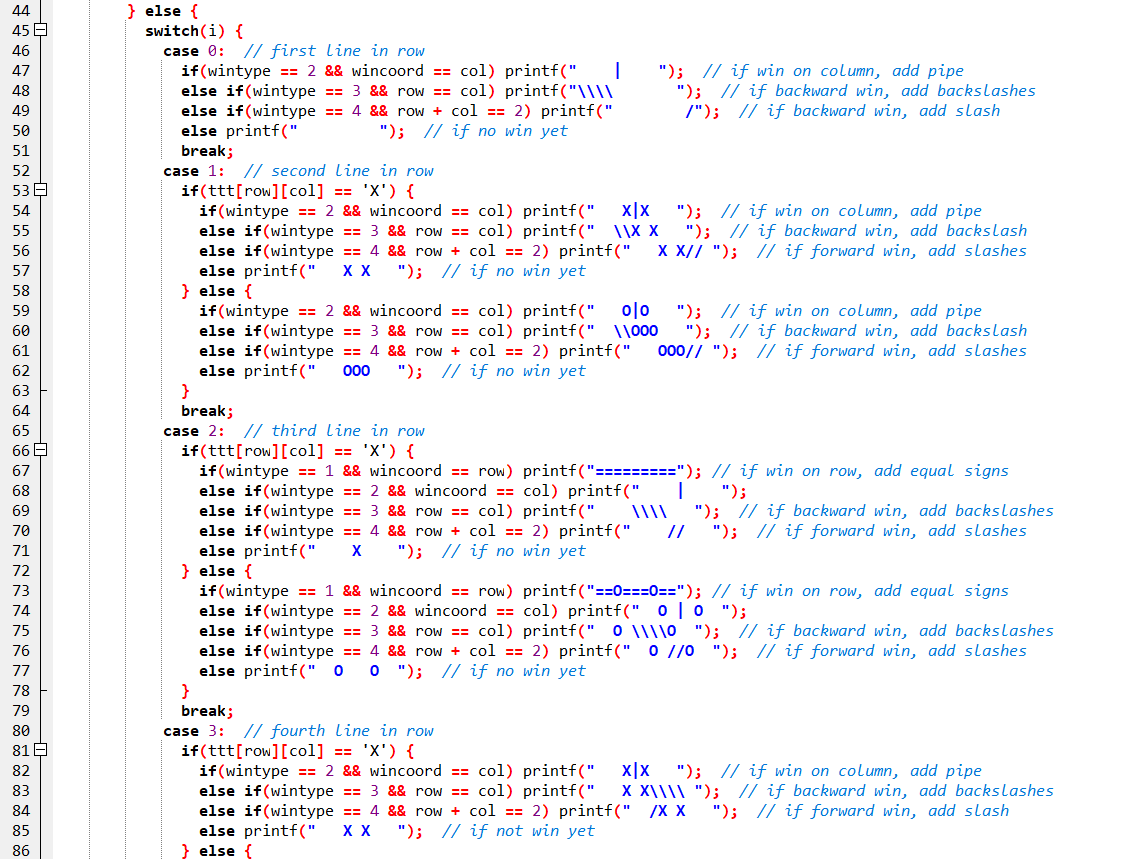 44 } else {
45 switch(i) {
46 case 0:  // first line in row
47 if(wintype == 2 && wincoord == col) printf("    |    ");  // if win on column, add pipe
48 else if(wintype == 3 && row == col) printf("\\\\       ");  // if backward win, add backslashes
49 else if(wintype == 4 && row + col == 2) printf("        /");  // if backward win, add slash
50 else printf("         ");  // if no win yet
51 break;
52 case 1:  // second line in row
53 if(ttt[row][col] == 'X') {
54 if(wintype == 2 && wincoord == col) printf("   X|X   ");  // if win on column, add pipe
55 else if(wintype == 3 && row == col) printf("  \\X X   ");  // if backward win, add backslash
56 else if(wintype == 4 && row + col == 2) printf("   X X// ");  // if forward win, add slashes
57 else printf("   X X   ");  // if no win yet
58 } else {
59 if(wintype == 2 && wincoord == col) printf("   O|O   ");  // if win on column, add pipe
60 else if(wintype == 3 && row == col) printf("  \\OOO   ");  // if backward win, add backslash
61 else if(wintype == 4 && row + col == 2) printf("   OOO// ");  // if forward win, add slashes
62 else printf("   OOO   ");  // if no win yet
63 }
64 break;
65 case 2:  // third line in row
66 if(ttt[row][col] == 'X') {
67 if(wintype == 1 && wincoord == row) printf("========="); // if win on row, add equal signs
68 else if(wintype == 2 && wincoord == col) printf("    |    ");
69 else if(wintype == 3 && row == col) printf("    \\\\   ");  // if backward win, add backslashes
70 else if(wintype == 4 && row + col == 2) printf("    //   ");  // if forward win, add slashes
71 else printf("    X    ");  // if no win yet
72 } else {
73 if(wintype == 1 && wincoord == row) printf("==O===O=="); // if win on row, add equal signs
74 else if(wintype == 2 && wincoord == col) printf("  O | O  ");
75 else if(wintype == 3 && row == col) printf("  O \\\\O  ");  // if backward win, add backslashes
76 else if(wintype == 4 && row + col == 2) printf("  O //O  ");  // if forward win, add slashes
77 else printf("  O   O  ");  // if no win yet
78 }
79 break;
80 case 3:  // fourth line in row
81 if(ttt[row][col] == 'X') {
82 if(wintype == 2 && wincoord == col) printf("   X|X   ");  // if win on column, add pipe
83 else if(wintype == 3 && row == col) printf("   X X\\\\ ");  // if backward win, add backslashes
84 else if(wintype == 4 && row + col == 2) printf("  /X X   ");  // if forward win, add slash
85 else printf("   X X   ");  // if not win yet
86 } else {